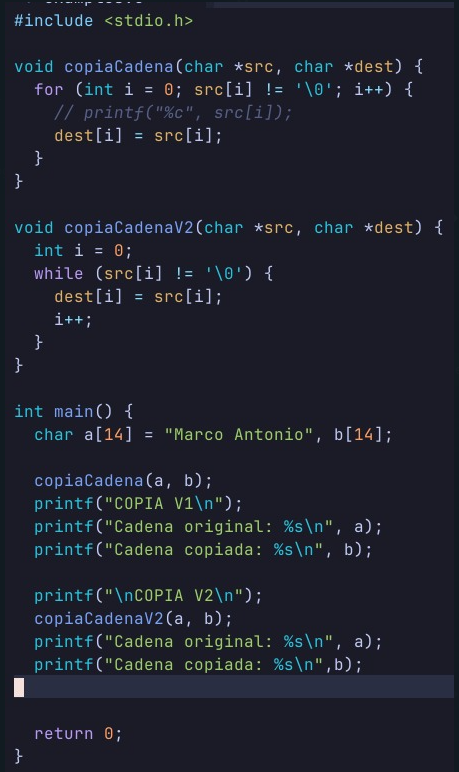 #include <stdio.h>

void copiaCadena(char *src, char *dest) {
  for (int i = 0; src[i] != '\0'; i++) {
    // printf("%c", src[i]);
    dest[i] = src[i];
  }
}

void copiaCadenaV2(char *src, char *dest) {
  int i = 0;
  while (src[i] != '\0') {
    dest[i] = src[i];
    i++;
  }
}

int main() {
  char a[14] = "Marco Antonio", b[14];

  copiaCadena(a, b);
  printf("COPIA V1\n");
  printf("Cadena original: %s\n", a);
  printf("Cadena copiada: %s\n", b);

  printf("\nCOPIA V2\n");
  copiaCadenaV2(a, b);
  printf("Cadena original: %s\n", a);
  printf("Cadena copiada: %s\n",b);

  return 0;
}